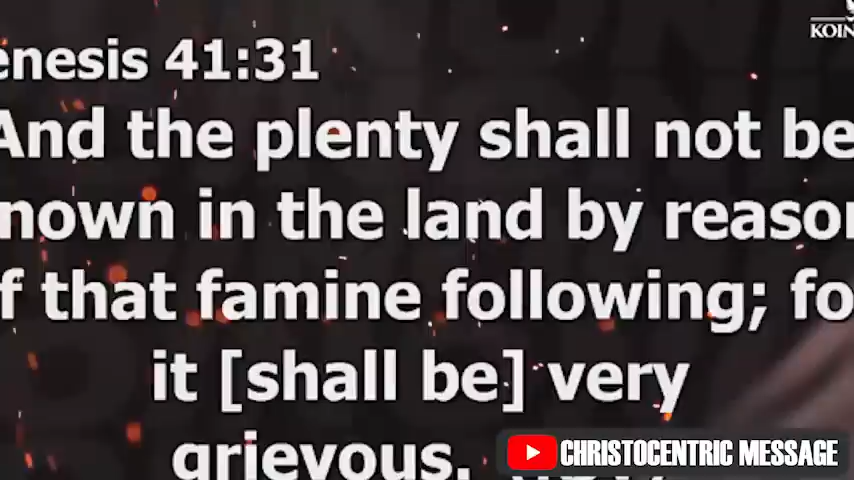 KOIN
enesis 41:31
And the plenty shall not be
nown in the land by reaso
f that famine following; fo
it [shall be] very
grievous.
CHRISTOCENTRIC MESSAGE